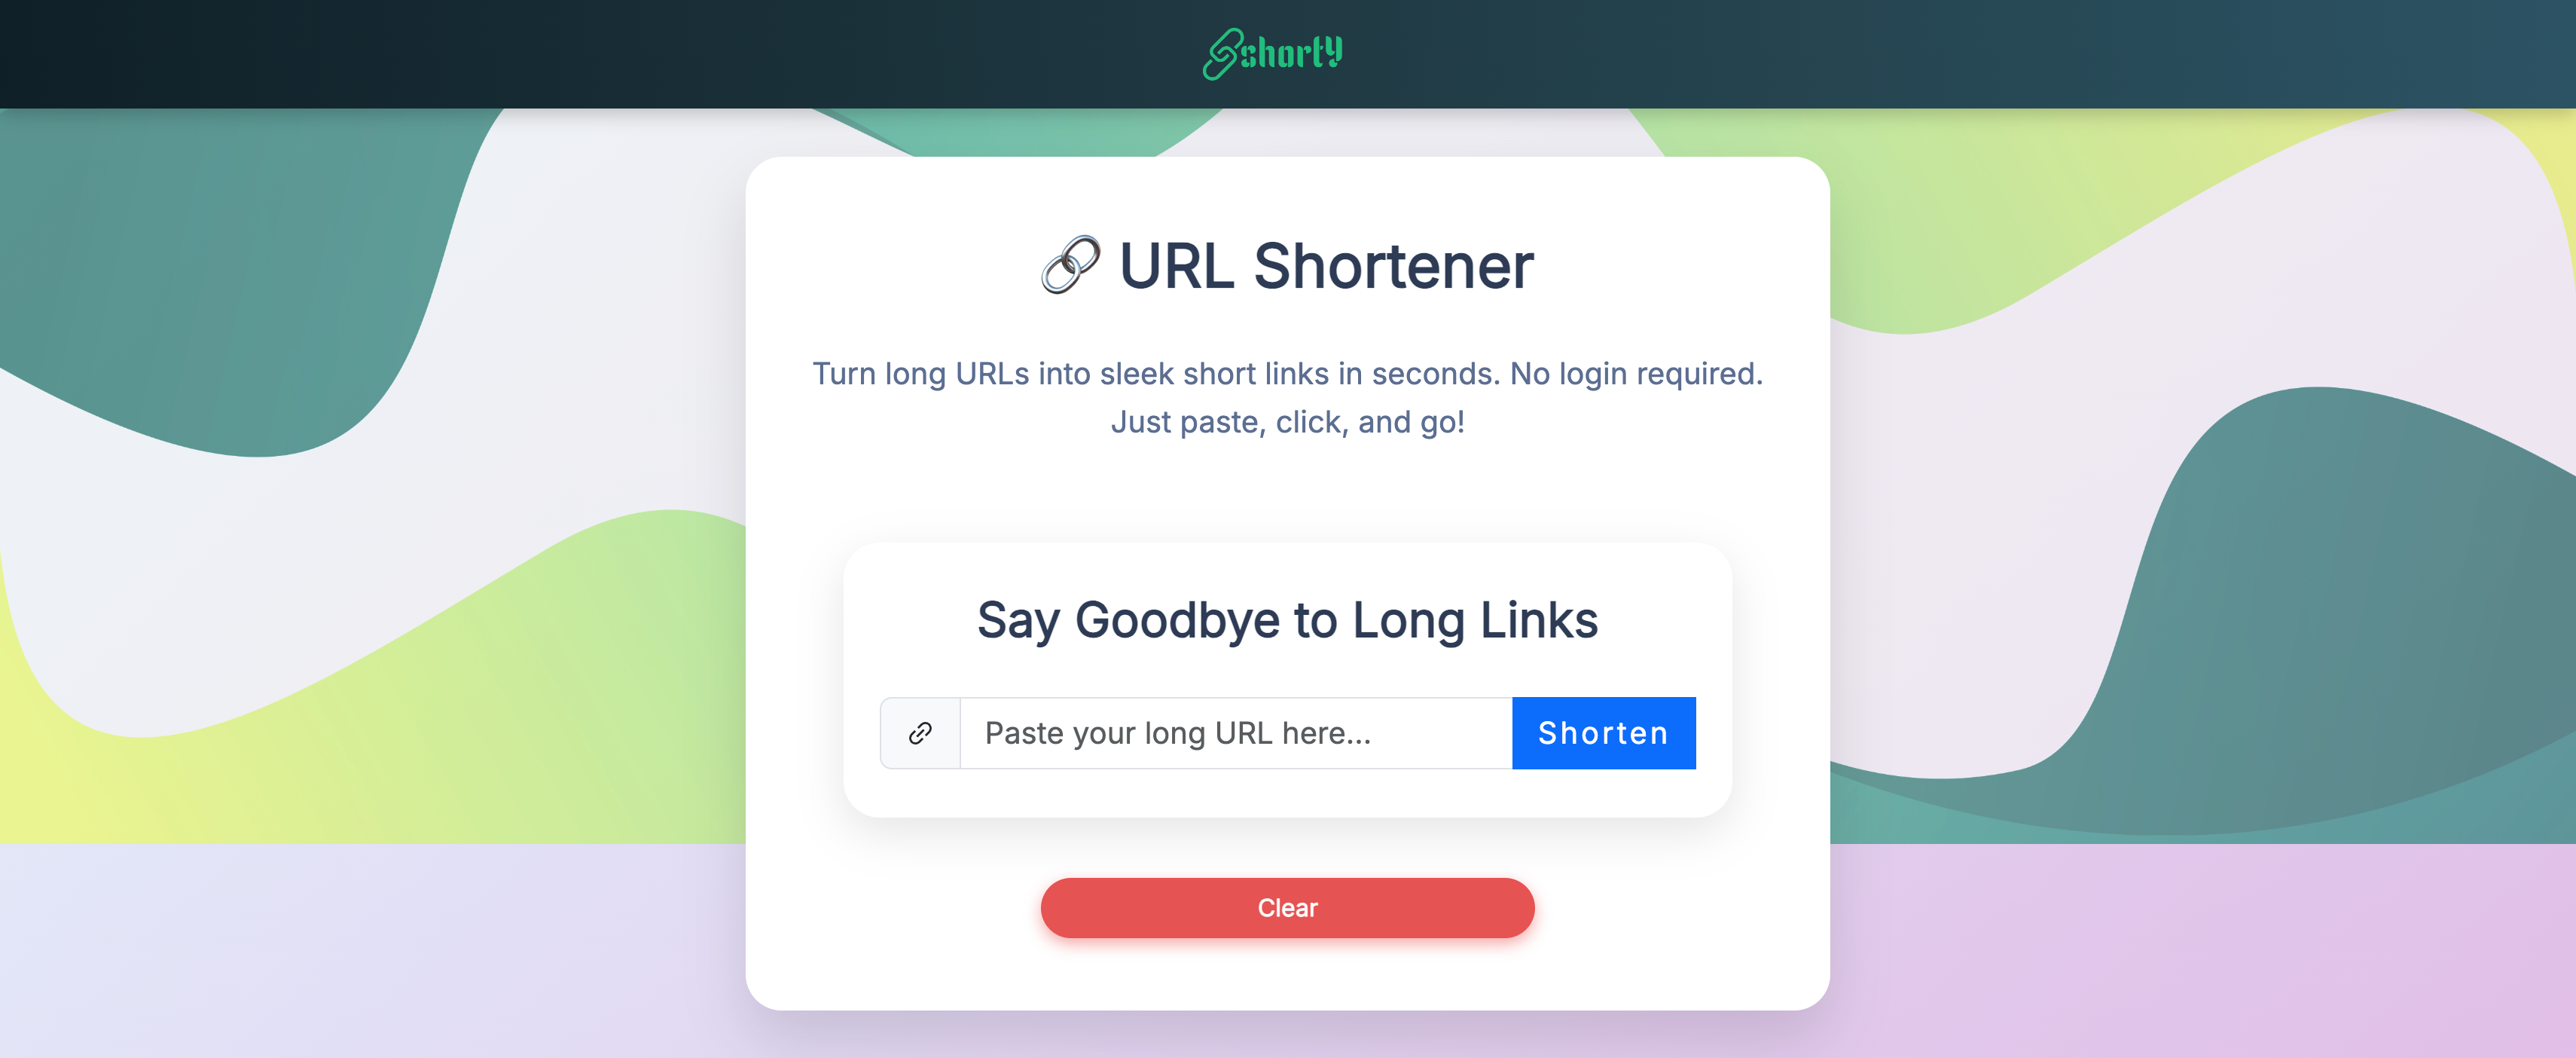 shorty
URL Shortener
Turn long URLs into sleek short links in seconds. No login required.
Just paste, click, and go!
Say Goodbye to Long Links
Paste your long URL here...
Shorten
Clear